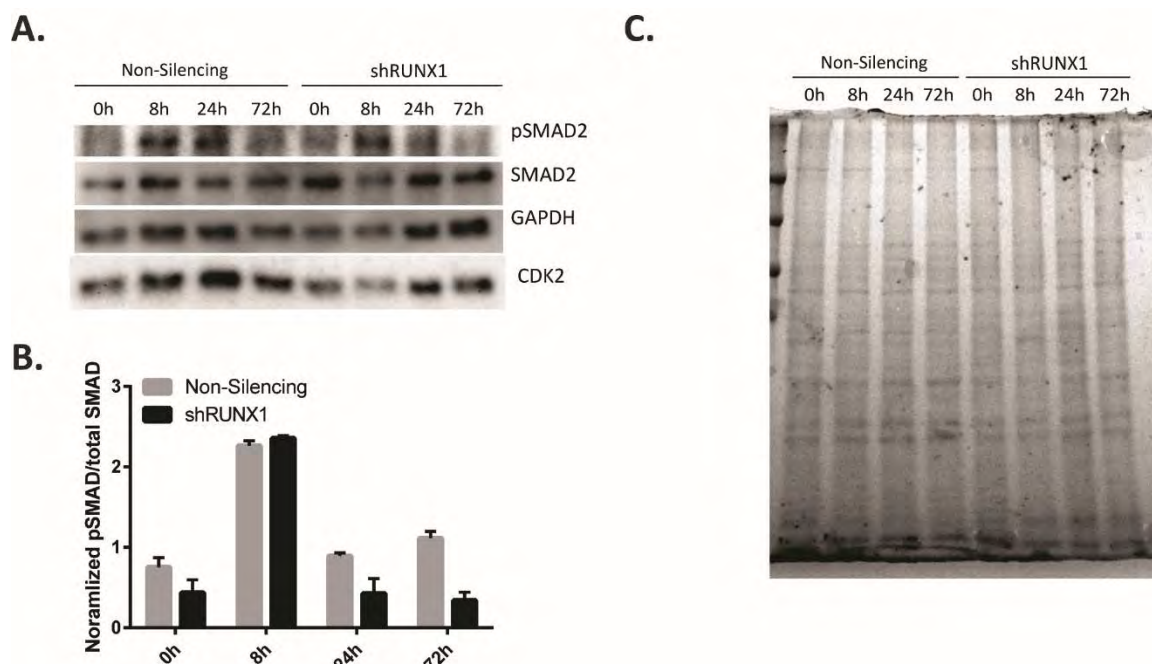 A.
Non-Silencing shRUNX1
0h 8h 24h 72h 0h 8h 24h 72h
pSMAD2
SMAD2
GAPDH
CDK2
B.
Noramlized pSMAD/total SMAD
3
2
1
0
Non-Silencing
shRUNX1
0h 8h 24h 72h
C.
Non-Silencing shRUNX1
0h 8h 24h 72h 0h 8h 24h 72h